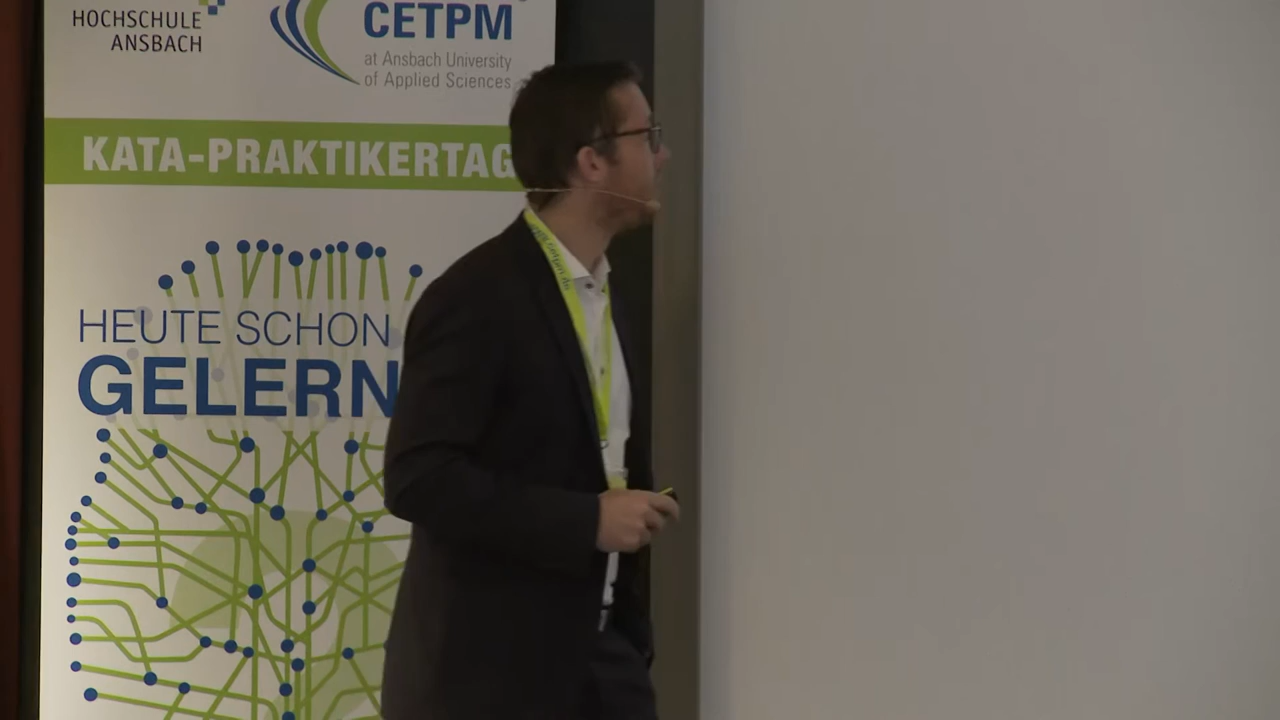 HOCHSCHULE
ANSBACH
CETPM
at Ansbach University
of Applied Sciences
KATA-PRAKTIKERTAG
HEUTE SCHON
GELERN